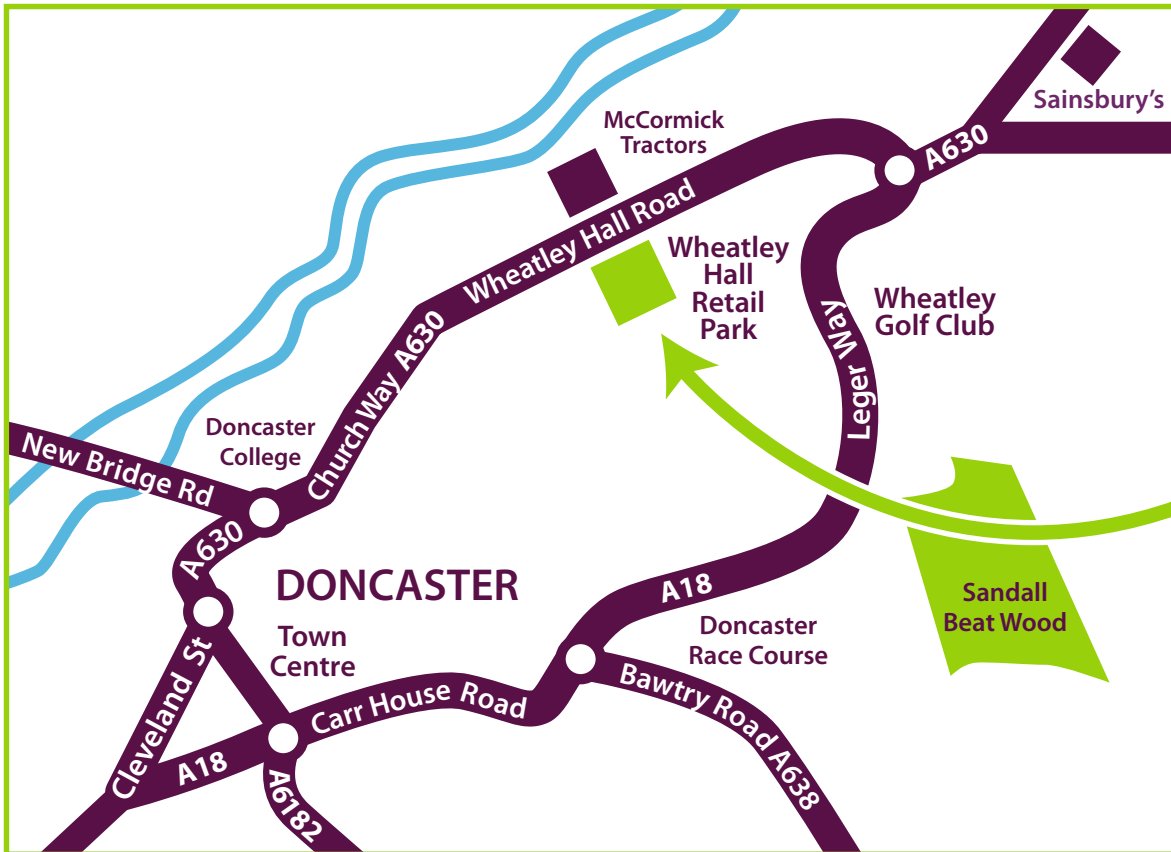 Sainsbury's
McCormick
Tractors
A630
Wheatley Hall Road
Wheatley
Hall
Retail
Park
Wheatley
Golf Club
Leger Way
Church Way A630
Doncaster
College
New Bridge Rd
A630
DONCASTER
Town
Centre
A18
Doncaster
Race Course
Sandall
Beat Wood
Cleveland St
Carr House Road
Bawtry Road A638
A18
A6182